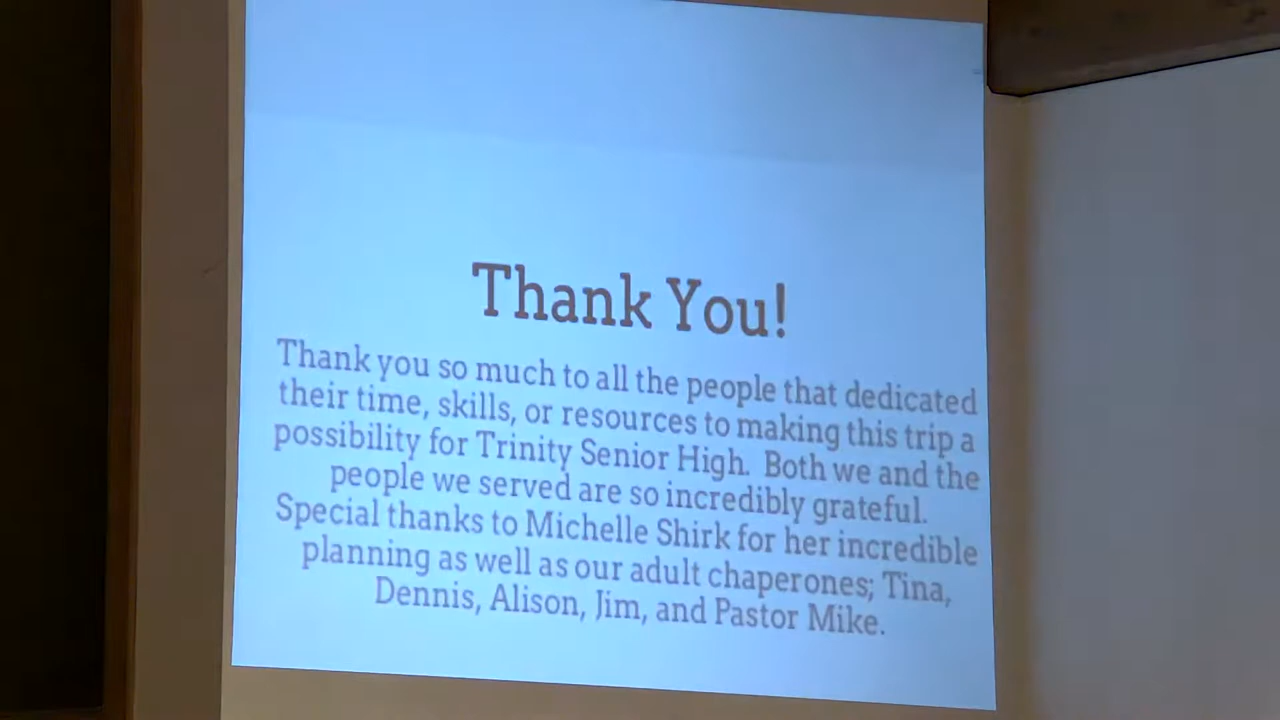 Thank You!
Thank you so much to all the people that dedicated
their time, skills, or resources to making this trip a
possibility for Trinity Senior High. Both we and the
people we served are so incredibly grateful.
Special thanks to Michelle Shirk for her incredible
planning as well as our adult chaperones; Tina,
Dennis, Alison, Jim, and Pastor Mike.